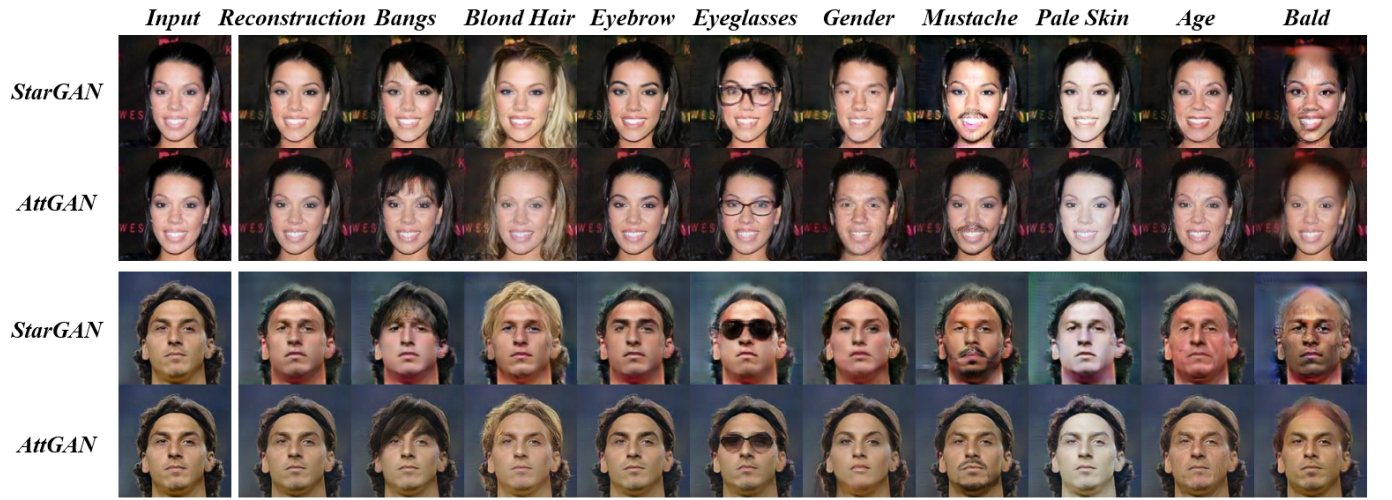 Input Reconstruction Bangs Blond Hair Eyebrow Eyeglasses Gender Mustache Pale Skin Age Bald
StarGAN
AttGAN
StarGAN
AttGAN